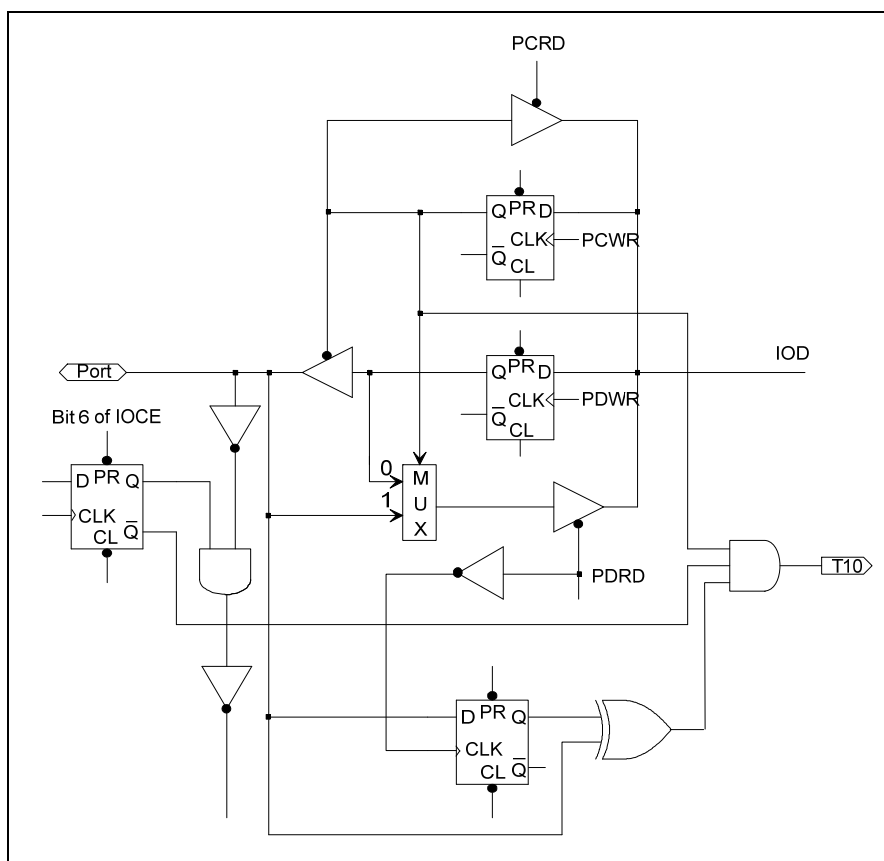 PCRD
Q PR D
CLK
PCWR
Q̅
CL
IOD
Port
Q PR D
CLK
PDWR
Q̅
CL
Bit 6 of IOCE
D PR Q
CLK
CL Q̅
0
1
M
U
X
PDRD
T10
D PR Q
CLK
CL Q̅